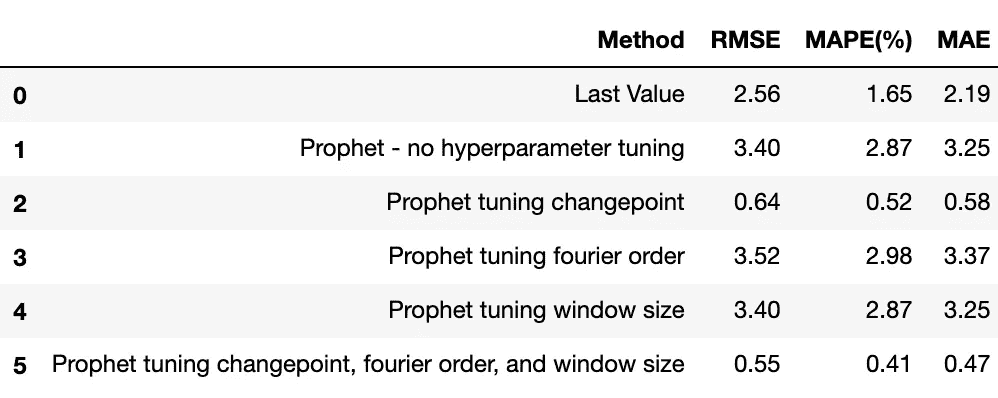 Method RMSE MAPE(%) MAE
0 Last Value 2.56 1.65 2.19
1 Prophet - no hyperparameter tuning 3.40 2.87 3.25
2 Prophet tuning changepoint 0.64 0.52 0.58
3 Prophet tuning fourier order 3.52 2.98 3.37
4 Prophet tuning window size 3.40 2.87 3.25
5 Prophet tuning changepoint, fourier order, and window size 0.55 0.41 0.47